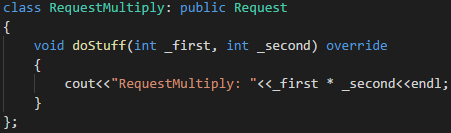 class RequestMultiply: public Request
{
    void doStuff(int _first, int _second) override
    {
        cout<<"RequestMultiply: "<<_first * _second<<endl;
    }
};